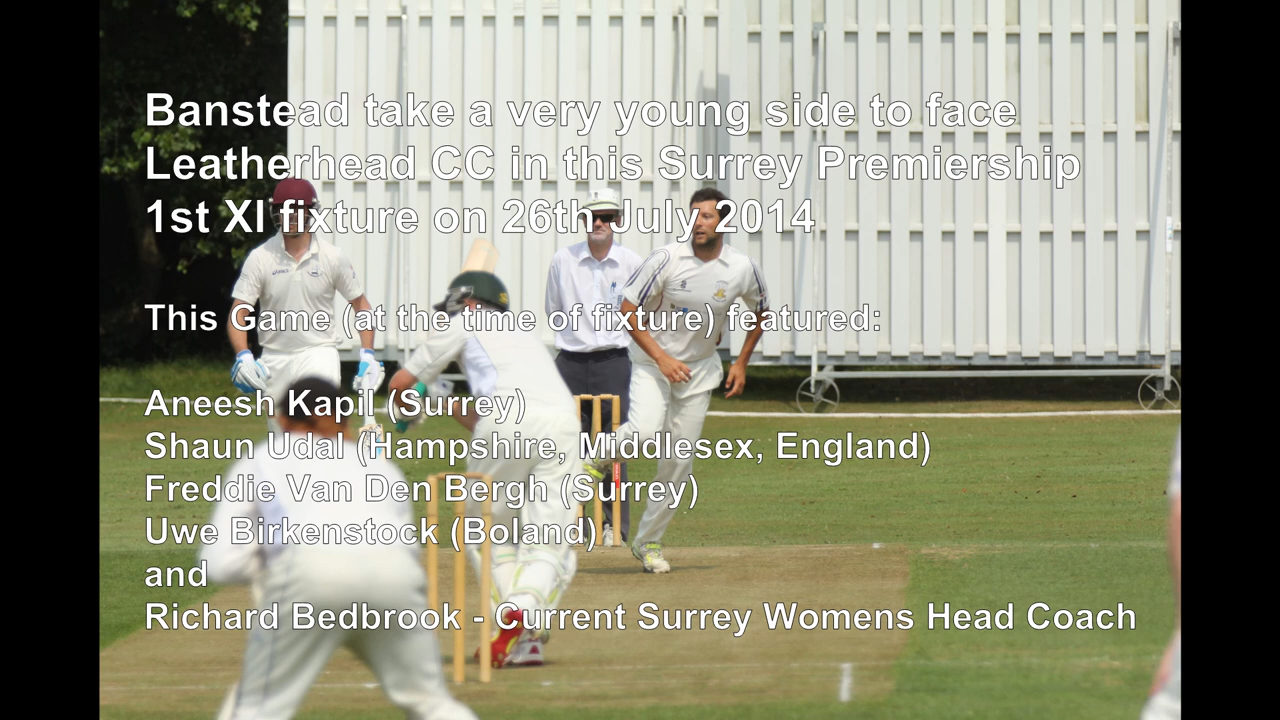 Banstead take a very young side to face
Leatherhead CC in this Surrey Premiership
1st XI fixture on 26th July 2014
This Game (at the time of fixture) featured:
Aneesh Kapil (Surrey)
Shaun Udal (Hampshire, Middlesex, England)
Freddie Van Den Bergh (Surrey)
Uwe Birkenstock (Boland)
and
Richard Bedbrook - Current Surrey Womens Head Coach